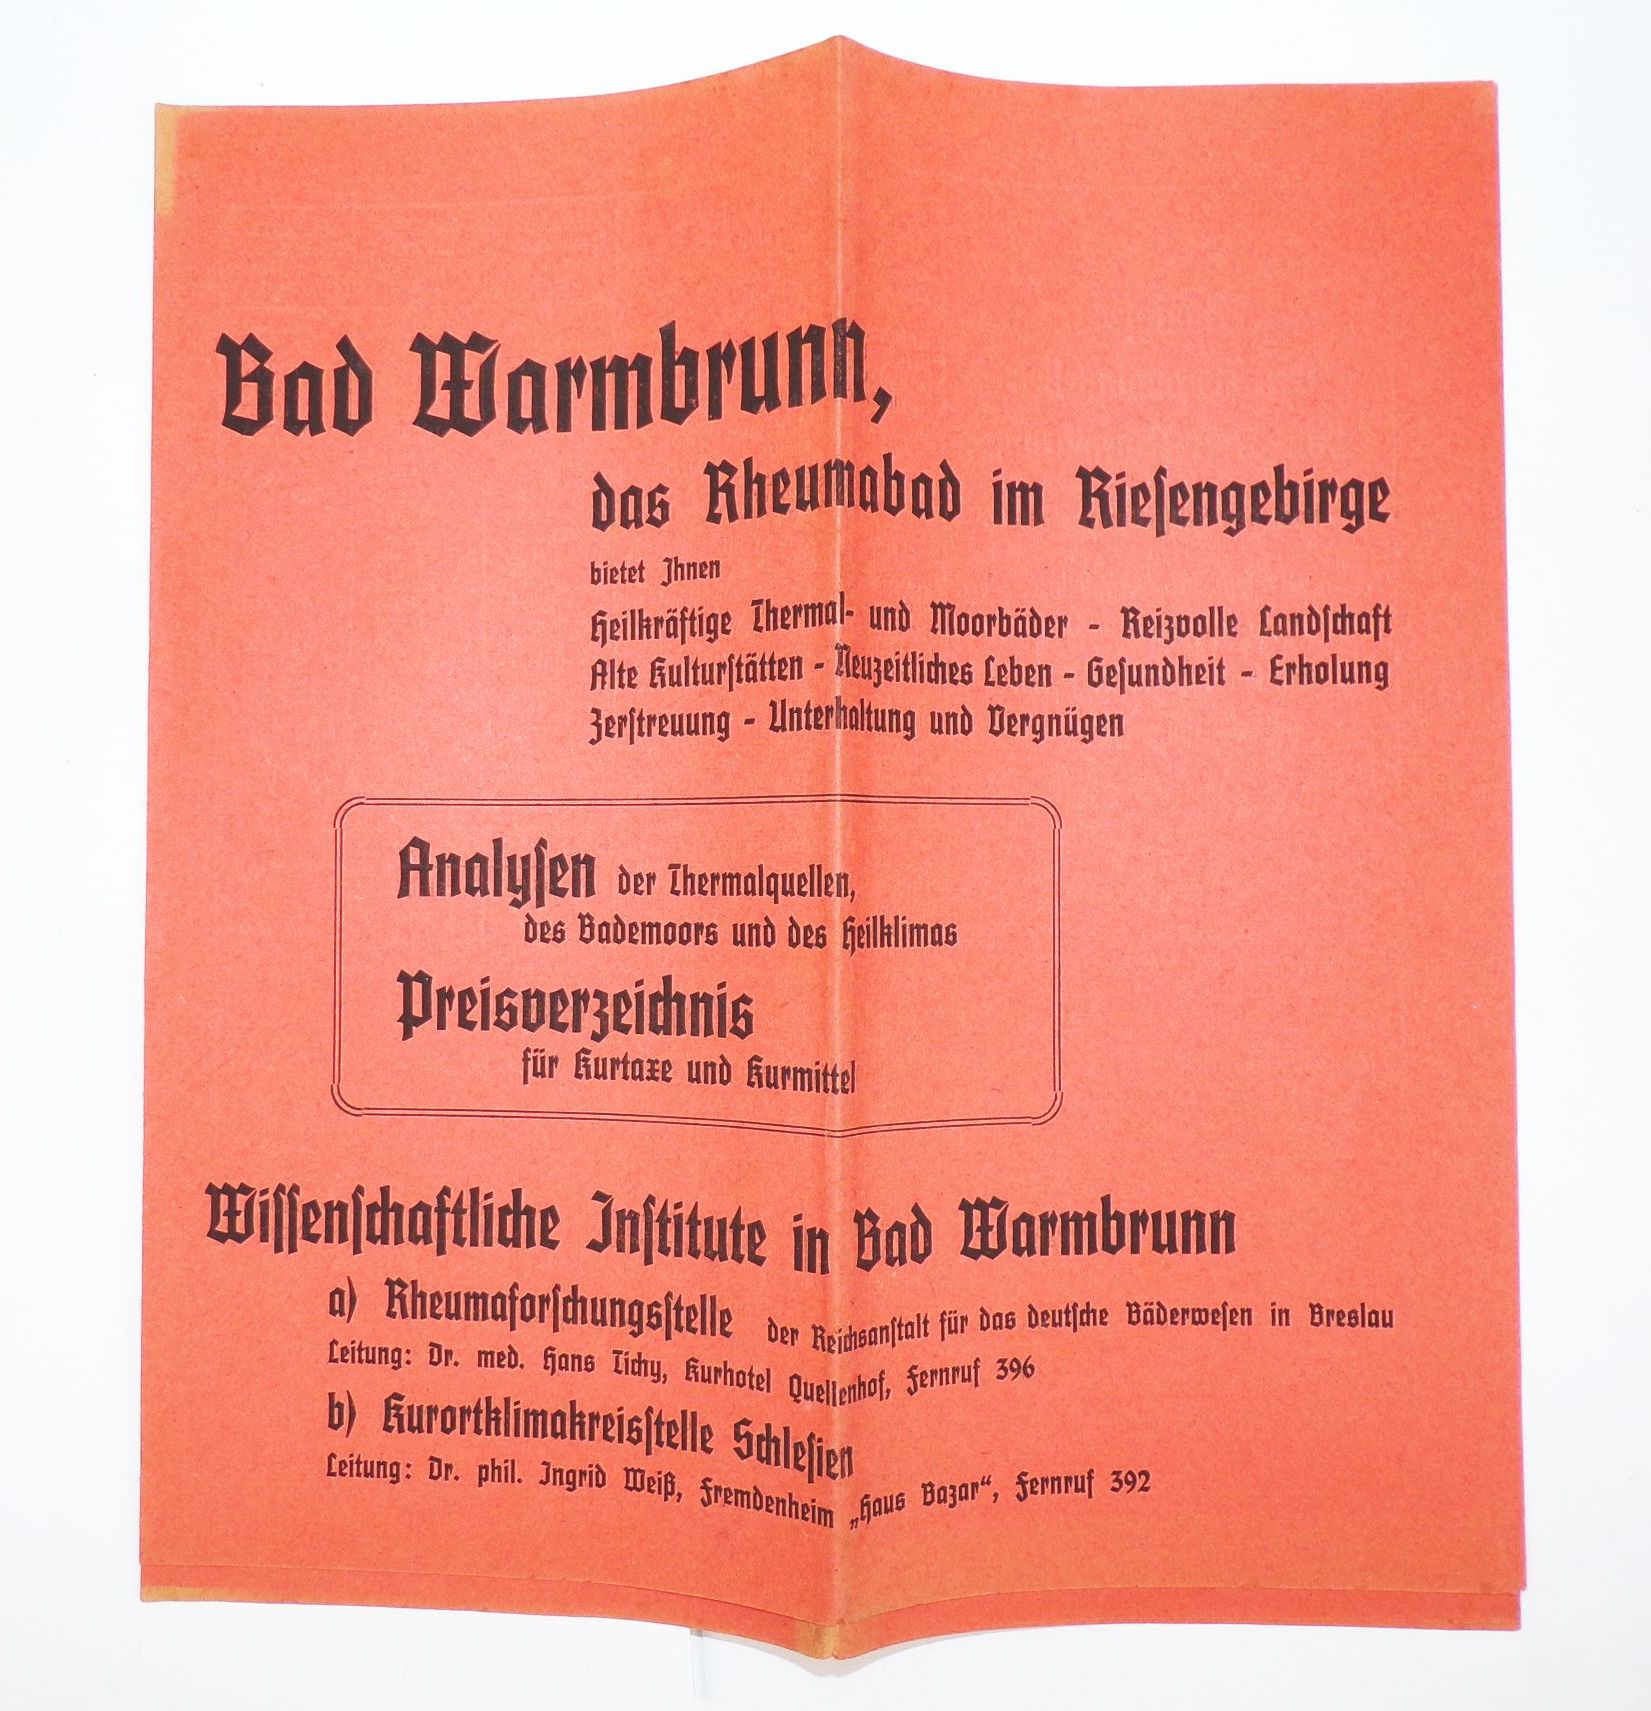 Bad Warmbrunn,
das Rheumabad im Rieſengebirge
bietet Ihnen
Heilkräftige Thermal- und Moorbäder - Reizvolle Landſchaft
Alte Kulturſtätten - Neuzeitliches Leben - Geſundheit - Erholung
Zerſtreuung - Unterhaltung und Vergnügen
Analyſen der Thermalquellen,
des Bademoors und des Heilklimas
Preisverzeichnis
für Kurtaxe und Kurmittel
Wiſſenſchaftliche Inſtitute in Bad Warmbrunn
a) Rheumaforſchungsſtelle der Reichsanſtalt für das deutſche Bäderweſen in Breslau
Leitung: Dr. med. Hans Tichy, Kurhotel Quellenhof, Fernruf 396
b) Kurortklimakreisſtelle Schleſien
Leitung: Dr. phil. Ingrid Weiß, Fremdenheim „Haus Bazar“, Fernruf 392